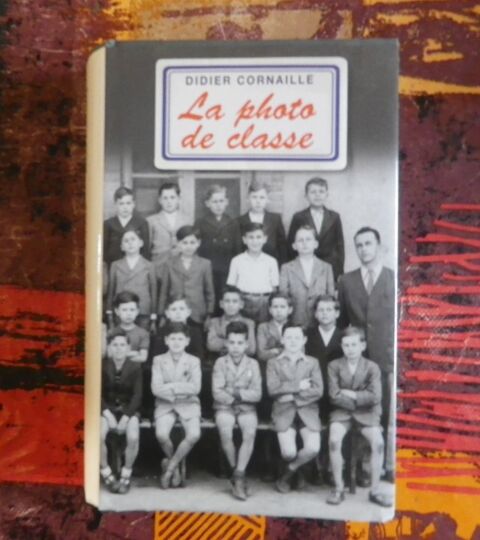 DIDIER CORNAILLE
La photo
de classe